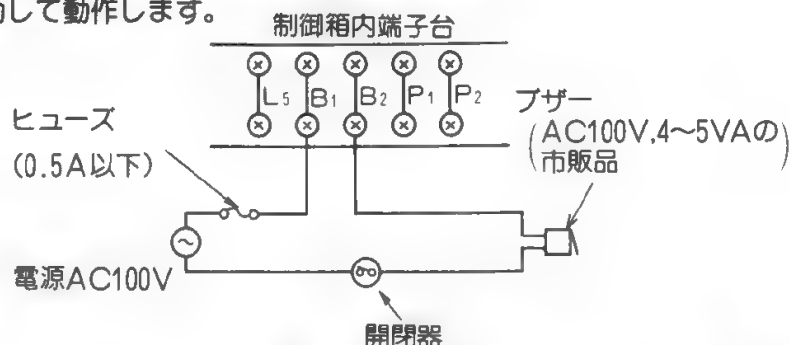 力して動作します。
制御箱内端子台
L5 B1 B2 P1 P2
ヒューズ
(0.5A以下)
ブザー
(AC100V,4〜5VAの
市販品)
電源AC100V
開閉器